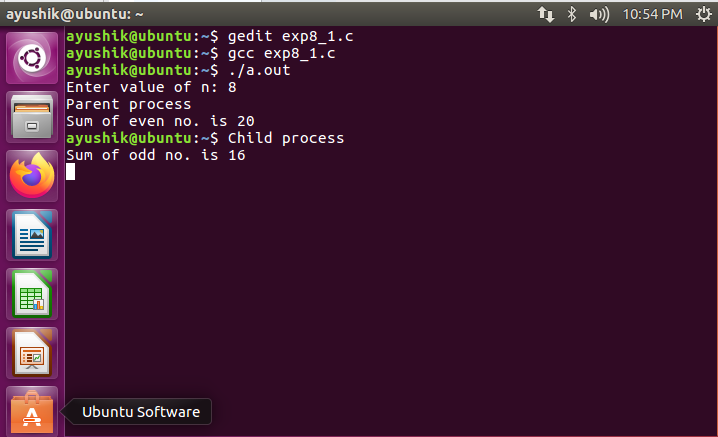 ayushik@ubuntu: ~
10:54 PM
ayushik@ubuntu:~$ gedit exp8_1.c
ayushik@ubuntu:~$ gcc exp8_1.c
ayushik@ubuntu:~$ ./a.out
Enter value of n: 8
Parent process
Sum of even no. is 20
ayushik@ubuntu:~$ Child process
Sum of odd no. is 16
Ubuntu Software